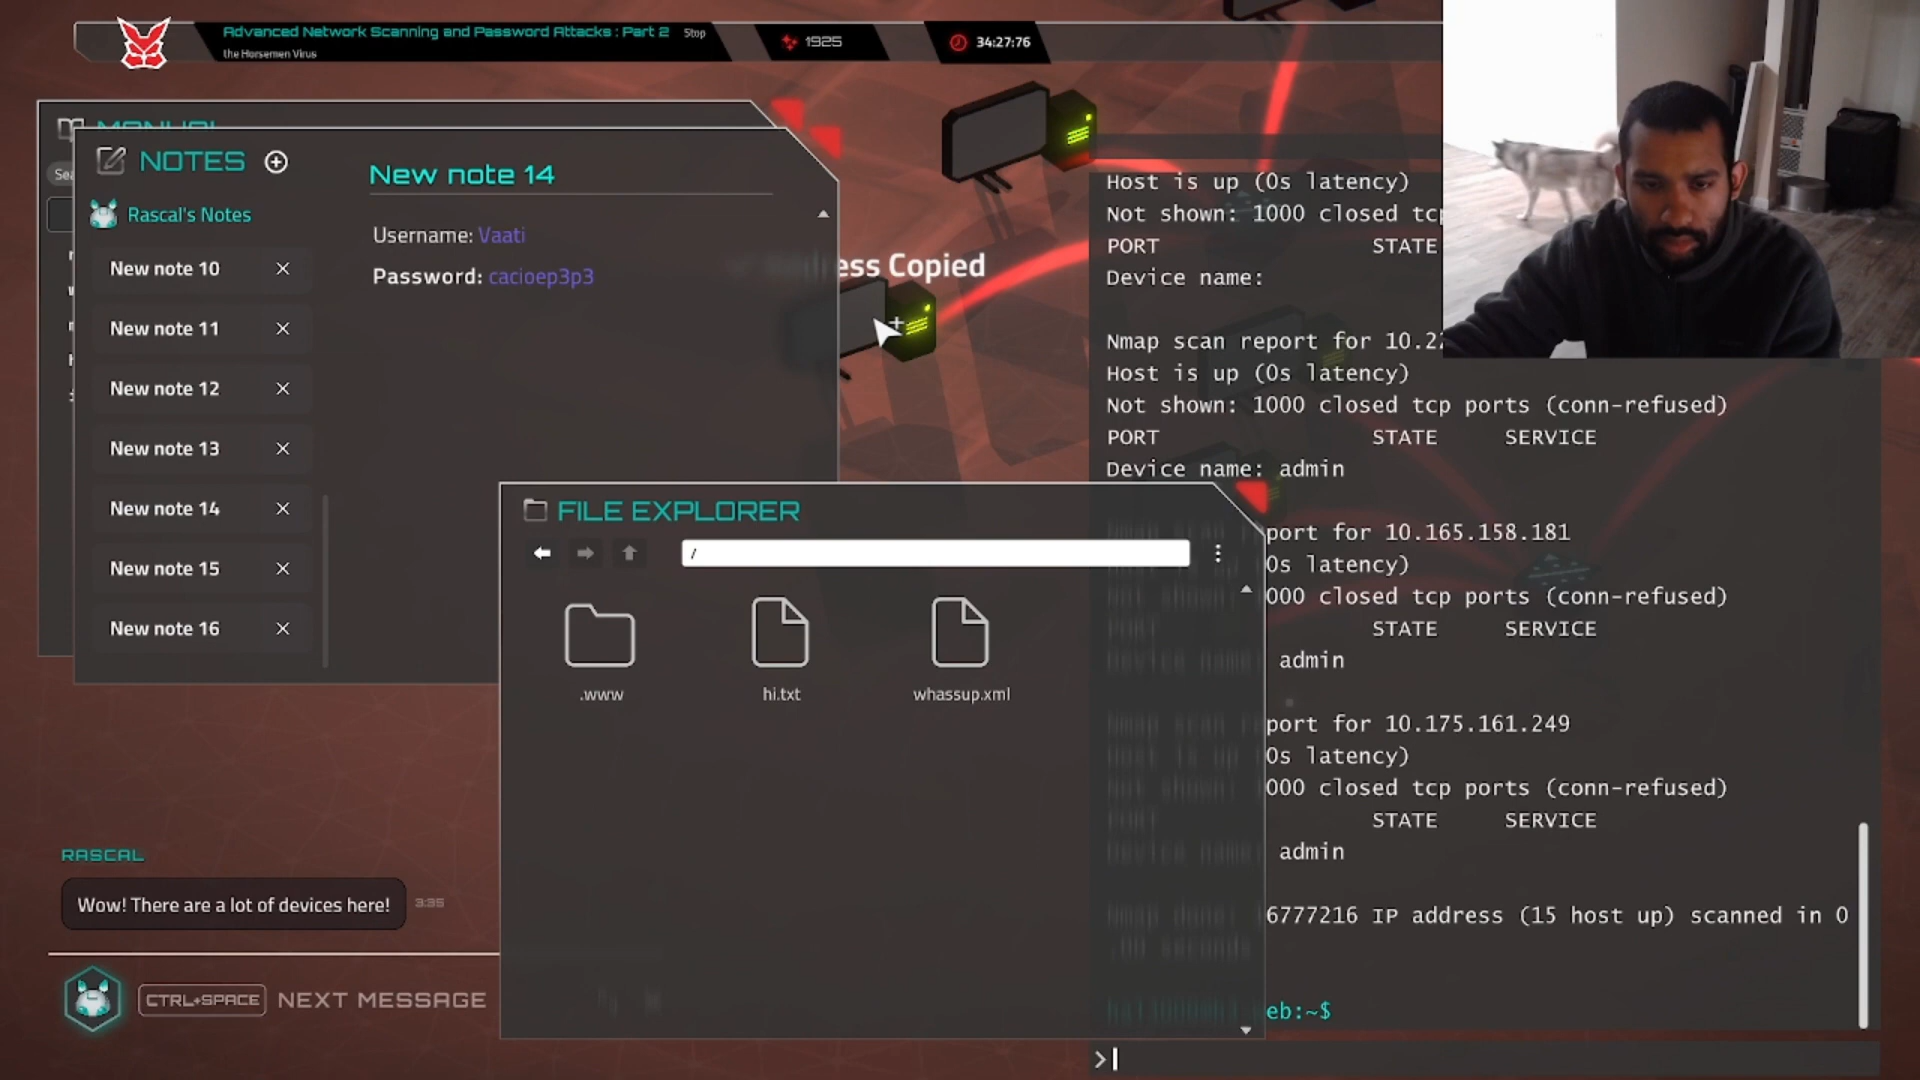 Advanced Network Scanning and Password Attacks : Part 2
Stop
the Horsemen Virus
1925
34:27:76
MANUAL
NOTES
Rascal's Notes
New note 10
New note 11
New note 12
New note 13
New note 14
New note 15
New note 16
New note 14
Username: Vaati
Password: cacioep3p3
ess Copied
FILE EXPLORER
/
.www
hi.txt
whassup.xml
Host is up (0s latency)
Not shown: 1000 closed tcp
PORT STATE
Device name:
Nmap scan report for 10.22
Host is up (0s latency)
Not shown: 1000 closed tcp ports (conn-refused)
PORT STATE SERVICE
Device name: admin
port for 10.165.158.181
0s latency)
000 closed tcp ports (conn-refused)
STATE SERVICE
admin
port for 10.175.161.249
0s latency)
000 closed tcp ports (conn-refused)
STATE SERVICE
admin
6777216 IP address (15 host up) scanned in 0
.00 seconds
eb:~$
>
RASCAL
Wow! There are a lot of devices here!
3:35
CTRL+SPACE NEXT MESSAGE